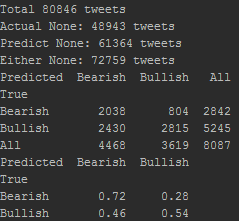 Total 80846 tweets
Actual None: 48943 tweets
Predict None: 61364 tweets
Either None: 72759 tweets
Predicted  Bearish  Bullish  All
True
Bearish  2038  804  2842
Bullish  2430  2815  5245
All  4468  3619  8087
Predicted  Bearish  Bullish
True
Bearish  0.72  0.28
Bullish  0.46  0.54